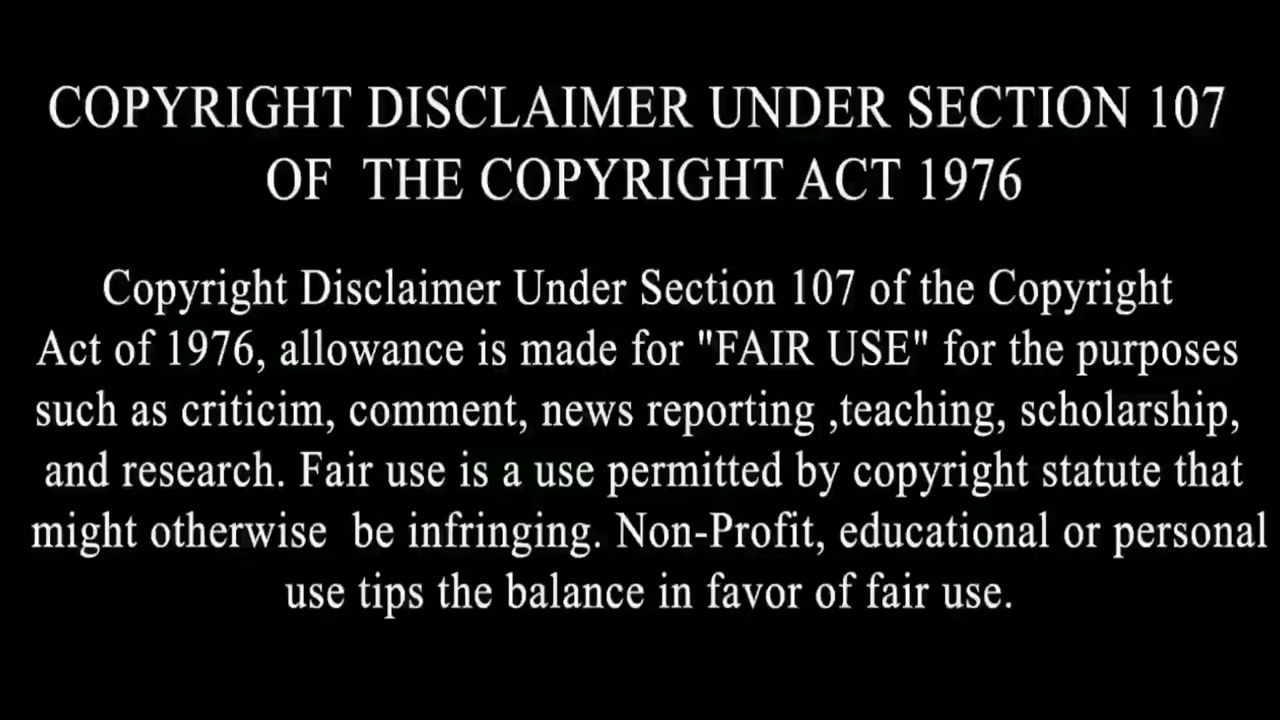 COPYRIGHT DISCLAIMER UNDER SECTION 107
OF THE COPYRIGHT ACT 1976
Copyright Disclaimer Under Section 107 of the Copyright
Act of 1976, allowance is made for "FAIR USE" for the purposes
such as criticim, comment, news reporting ,teaching, scholarship,
and research. Fair use is a use permitted by copyright statute that
might otherwise be infringing. Non-Profit, educational or personal
use tips the balance in favor of fair use.